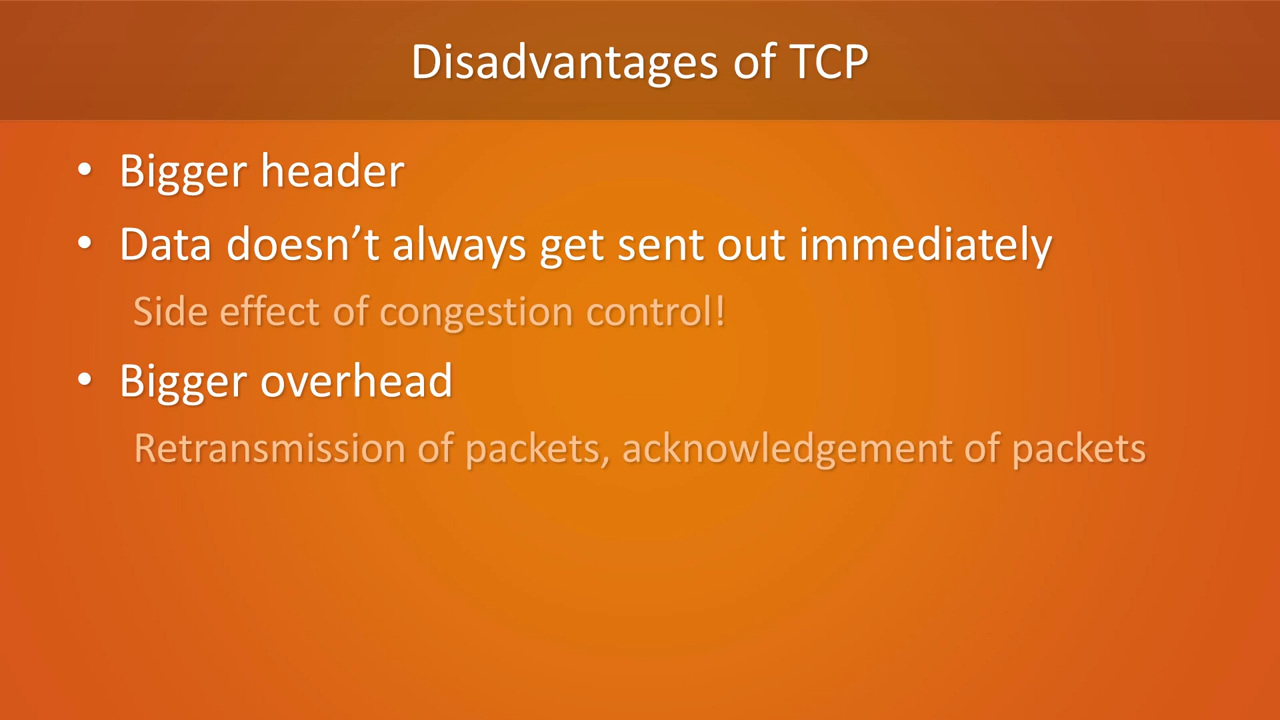 Disadvantages of TCP
• Bigger header
• Data doesn’t always get sent out immediately
Side effect of congestion control!
• Bigger overhead
Retransmission of packets, acknowledgement of packets